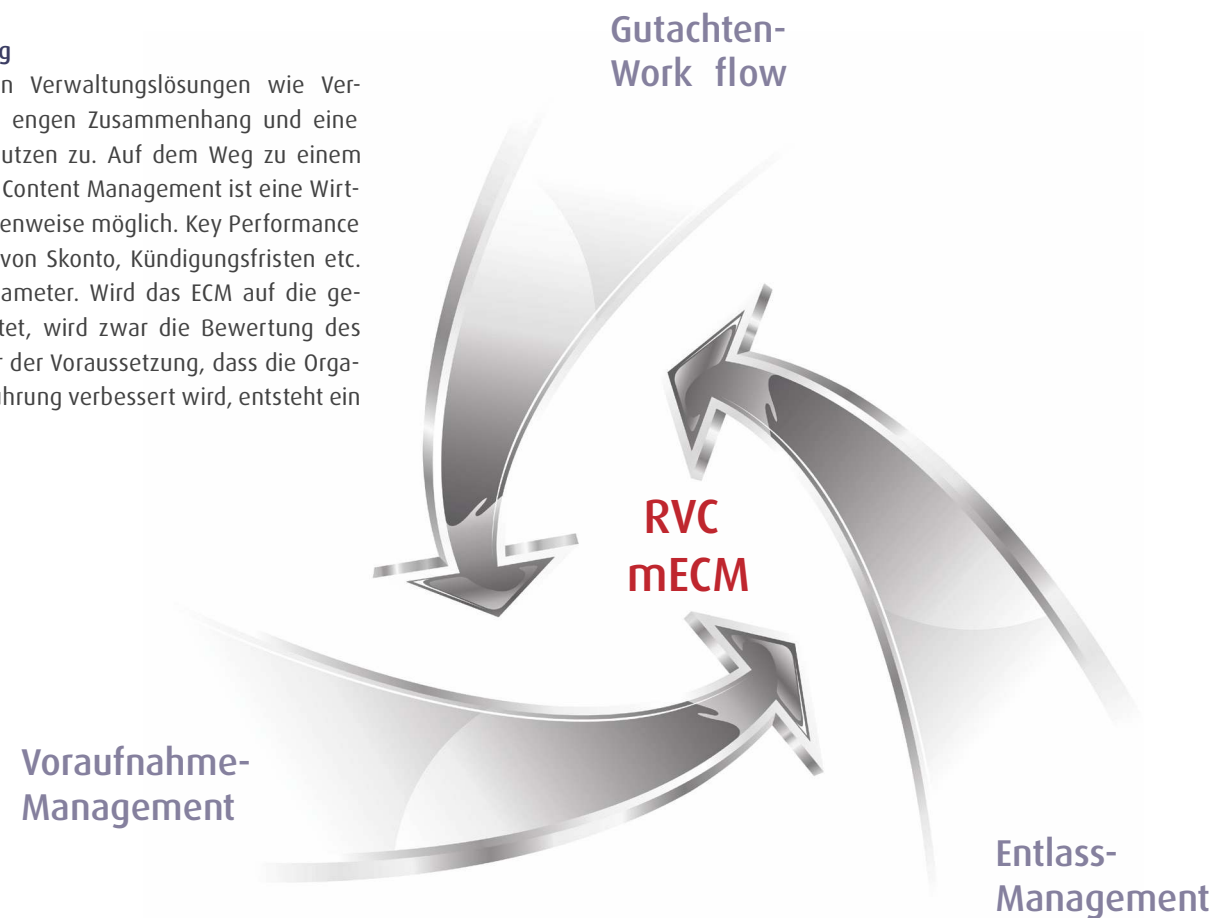 g
n Verwaltungslösungen wie Ver-
engen Zusammenhang und eine
utzen zu. Auf dem Weg zu einem
Content Management ist eine Wirt-
enweise möglich. Key Performance
von Skonto, Kündigungsfristen etc.
ameter. Wird das ECM auf die ge-
tet, wird zwar die Bewertung des
r der Voraussetzung, dass die Orga-
ührung verbessert wird, entsteht ein
Gutachten-
Work flow
RVC
mECM
Voraufnahme-
Management
Entlass-
Management